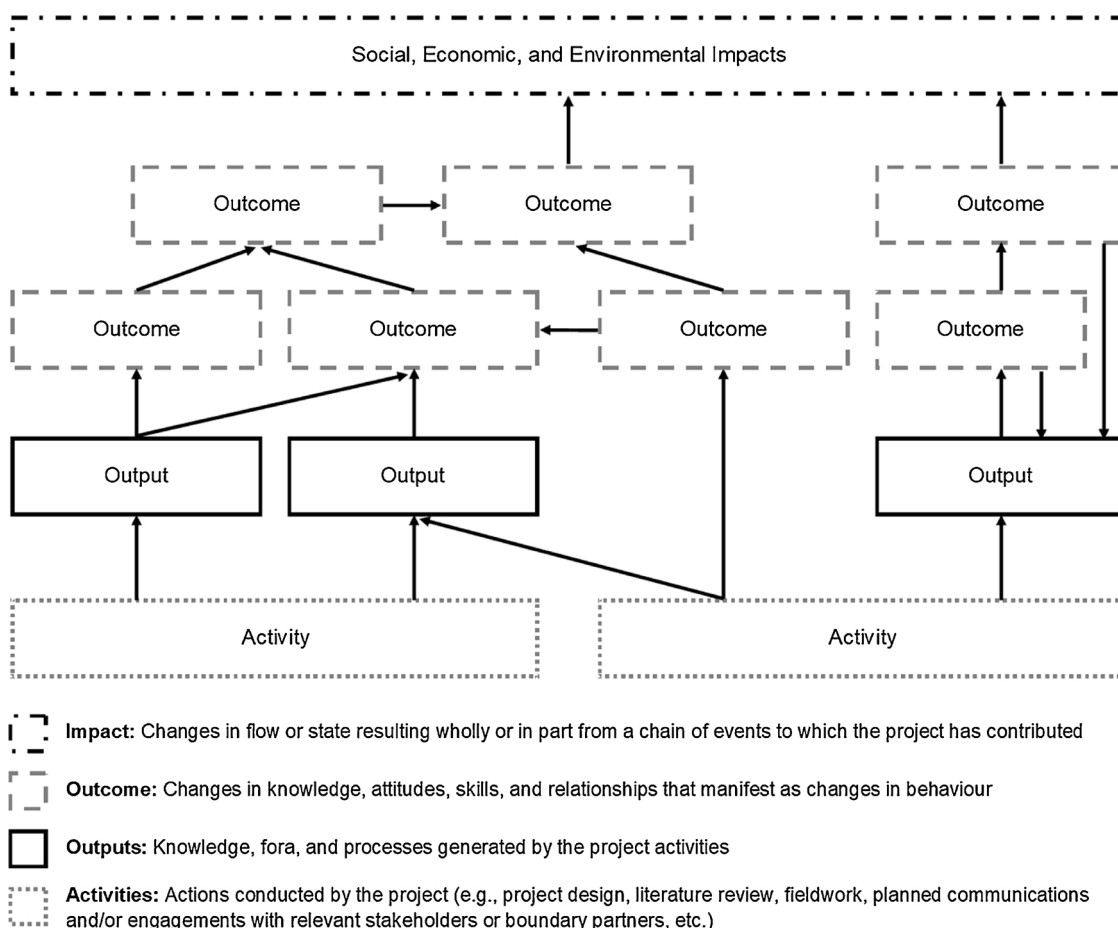 Social, Economic, and Environmental Impacts
Outcome
Outcome
Outcome
Outcome
Outcome
Outcome
Outcome
Output
Output
Output
Activity
Activity
Impact: Changes in flow or state resulting wholly or in part from a chain of events to which the project has contributed
Outcome: Changes in knowledge, attitudes, skills, and relationships that manifest as changes in behaviour
Outputs: Knowledge, fora, and processes generated by the project activities
Activities: Actions conducted by the project (e.g., project design, literature review, fieldwork, planned communications
and/or engagements with relevant stakeholders or boundary partners, etc.)